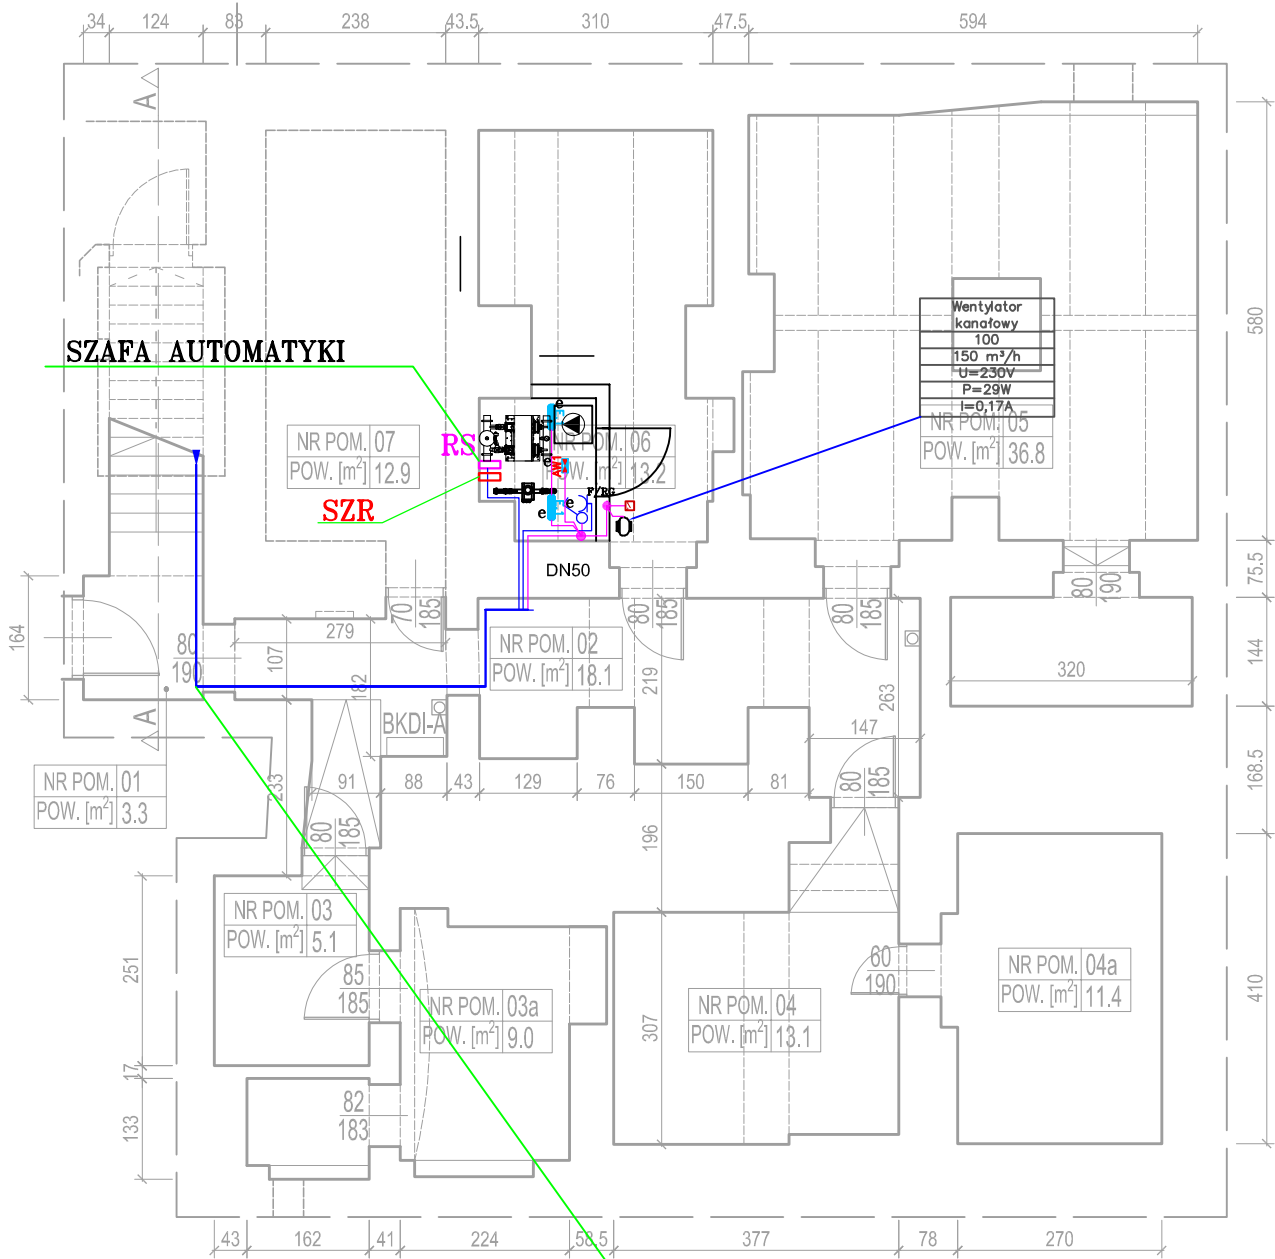 34 124 83 238 43.5 310 47.5 594
A
580
Wentylator
kanałowy
100
150 m³/h
U=230V
P=29W
I=0,17A
SZAFA AUTOMATYKI
NR POM. 07
POW. [m²] 12.9
RS
SZR
e
NR POM. 06
POW. [m²] 13.2
AW1
e
e
e
F/RG
NR POM. 05
POW. [m²] 36.8
DN50
75.5
80
190
70
185
80
185
80
185
164
80
190
279
107
182
NR POM. 02
POW. [m²] 18.1
219
263
320
144
A
BKDI-A
147
168.5
NR POM. 01
POW. [m²] 3.3
233
91 88 43 129 76 150 81
80
185
80
185
196
NR POM. 03
POW. [m²] 5.1
251
85
185
NR POM. 03a
POW. [m²] 9.0
307
NR POM. 04
POW. [m²] 13.1
60
190
NR POM. 04a
POW. [m²] 11.4
410
17
133
82
183
43 162 41 224 58.5 377 78 270